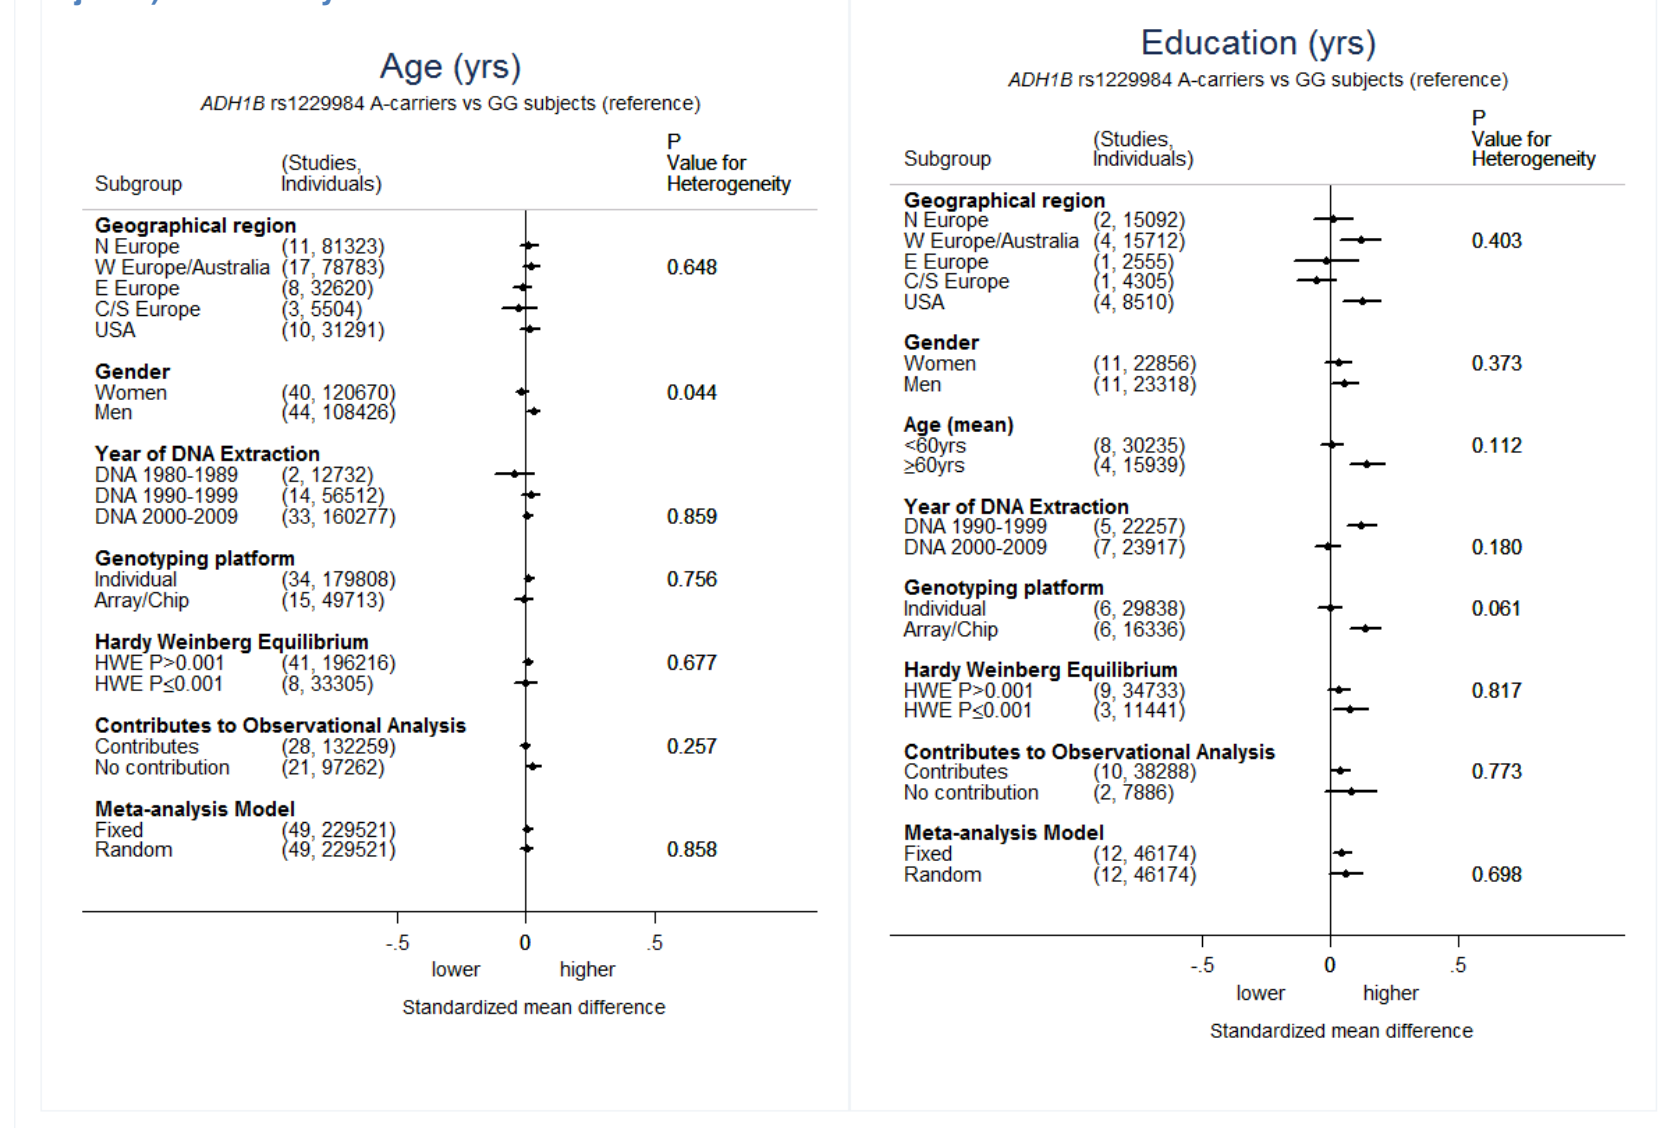 Age (yrs)
ADH1B rs1229984 A-carriers vs GG subjects (reference)
Subgroup (Studies, Individuals) P Value for Heterogeneity
Geographical region
N Europe (11, 81323)
W Europe/Australia (17, 78783) 0.648
E Europe (8, 32620)
C/S Europe (3, 5504)
USA (10, 31291)
Gender
Women (40, 120670) 0.044
Men (44, 108426)
Year of DNA Extraction
DNA 1980-1989 (2, 12732)
DNA 1990-1999 (14, 56512)
DNA 2000-2009 (33, 160277) 0.859
Genotyping platform
Individual (34, 179808) 0.756
Array/Chip (15, 49713)
Hardy Weinberg Equilibrium
HWE P>0.001 (41, 196216) 0.677
HWE P≤0.001 (8, 33305)
Contributes to Observational Analysis
Contributes (28, 132259) 0.257
No contribution (21, 97262)
Meta-analysis Model
Fixed (49, 229521)
Random (49, 229521) 0.858
-.5 0 .5
lower higher
Standardized mean difference
Education (yrs)
ADH1B rs1229984 A-carriers vs GG subjects (reference)
Subgroup (Studies, Individuals) P Value for Heterogeneity
Geographical region
N Europe (2, 15092)
W Europe/Australia (4, 15712) 0.403
E Europe (1, 2555)
C/S Europe (1, 4305)
USA (4, 8510)
Gender
Women (11, 22856) 0.373
Men (11, 23318)
Age (mean)
<60yrs (8, 30235) 0.112
≥60yrs (4, 15939)
Year of DNA Extraction
DNA 1990-1999 (5, 22257)
DNA 2000-2009 (7, 23917) 0.180
Genotyping platform
Individual (6, 29838) 0.061
Array/Chip (6, 16336)
Hardy Weinberg Equilibrium
HWE P>0.001 (9, 34733) 0.817
HWE P≤0.001 (3, 11441)
Contributes to Observational Analysis
Contributes (10, 38288) 0.773
No contribution (2, 7886)
Meta-analysis Model
Fixed (12, 46174)
Random (12, 46174) 0.698
-.5 0 .5
lower higher
Standardized mean difference